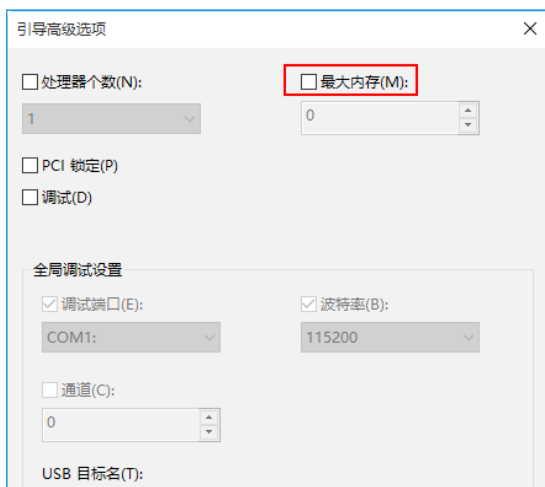 引导高级选项
处理器个数(N): 最大内存(M):
1 0
PCI 锁定(P)
调试(D)
全局调试设置
调试端口(E): 波特率(B):
COM1: 115200
通道(C):
0
USB 目标名(T):